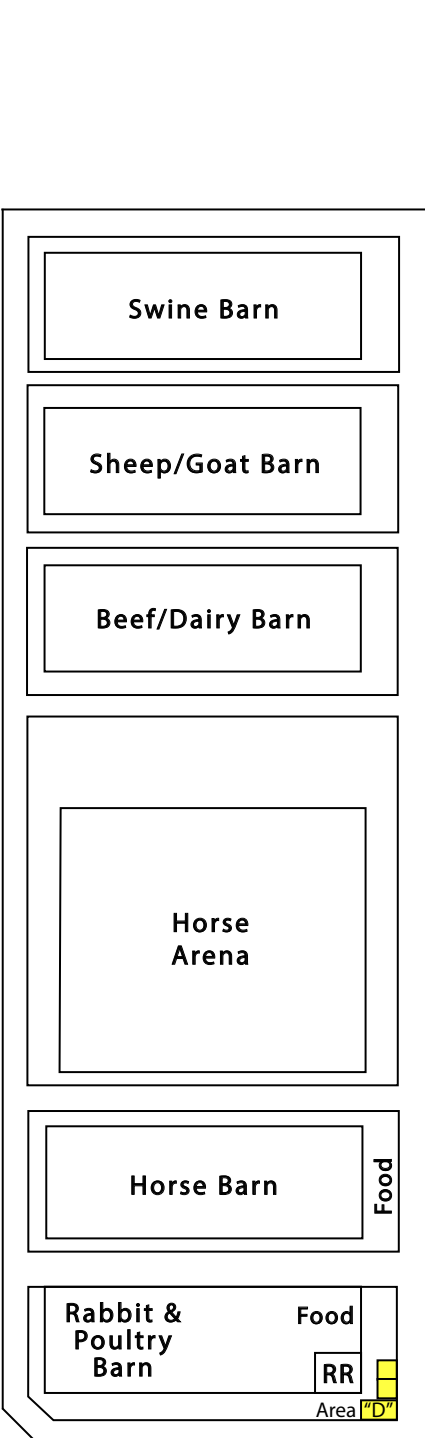 Swine Barn
Sheep/Goat Barn
Beef/Dairy Barn
Horse
Arena
Horse Barn
Food
Rabbit &
Poultry
Barn
Food
RR
Area “D”